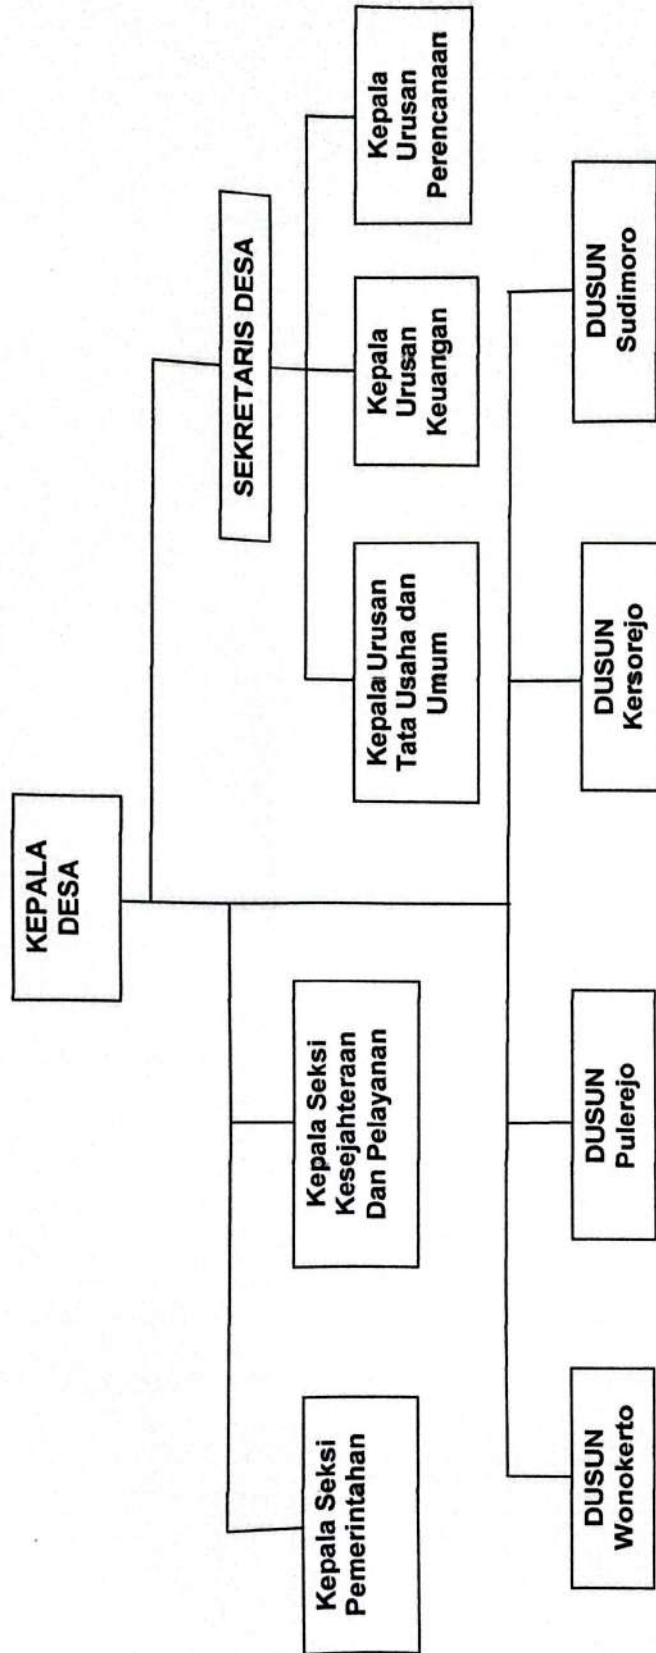 KEPALA
DESA
SEKRETARIS DESA
Kepala Seksi
Pemerintahan
Kepala Seksi
Kesejahteraan
Dan Pelayanan
Kepala Urusan
Tata Usaha dan
Umum
Kepala
Urusan
Keuangan
Kepala
Urusan
Perencanaan
DUSUN
Wonokerto
DUSUN
Pulerejo
DUSUN
Kersorejo
DUSUN
Sudimoro